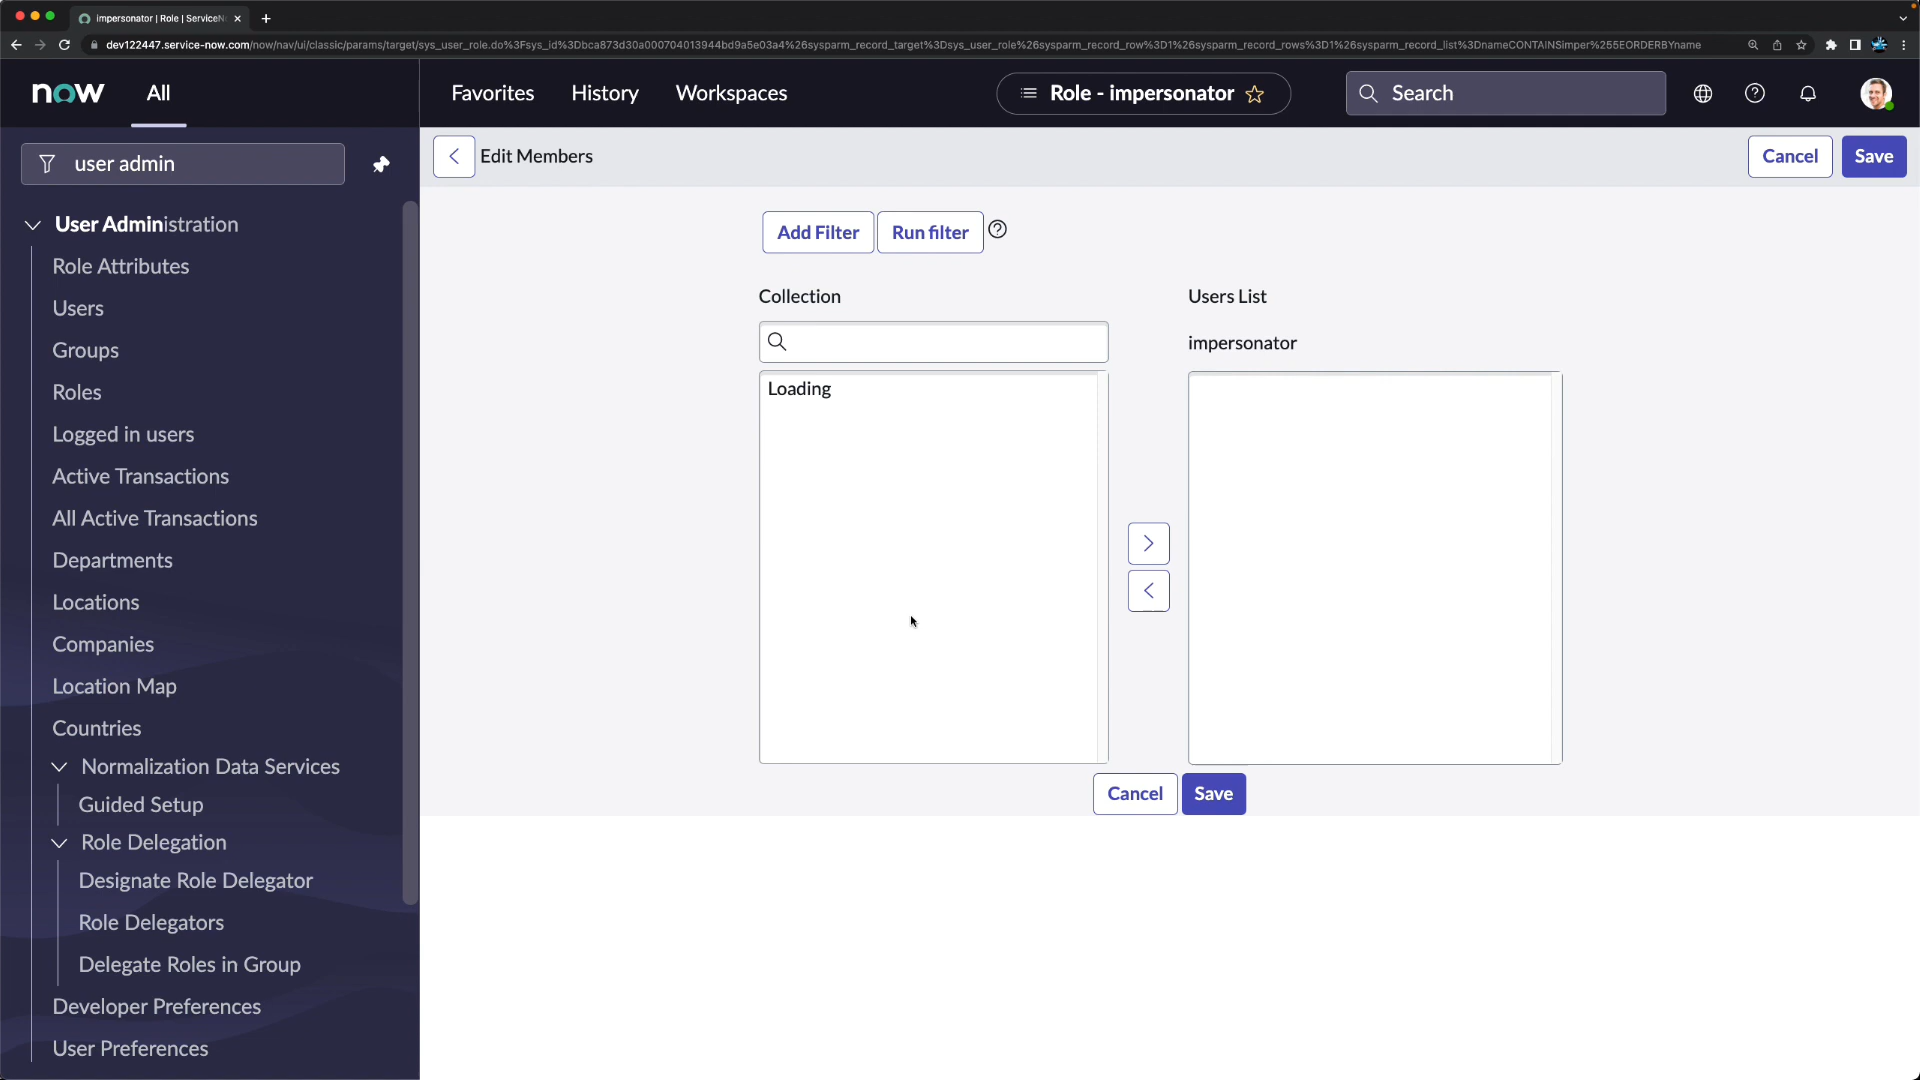 impersonator | Role | ServiceN
dev122447.service-now.com/now/nav/ui/classic/params/target/sys_user_role.do%3Fsys_id%3Dbca873d30a000704013944bd9a5e03a4%26sysparm_record_target%3Dsys_user_role%26sysparm_record_row%3D1%26sysparm_record_rows%3D1%26sysparm_record_list%3DnameCONTAINSimper%255EORDERBYname
now
All
Favorites
History
Workspaces
Role - impersonator
Search
user admin
Edit Members
Cancel
Save
User Administration
Role Attributes
Users
Groups
Roles
Logged in users
Active Transactions
All Active Transactions
Departments
Locations
Companies
Location Map
Countries
Normalization Data Services
Guided Setup
Role Delegation
Designate Role Delegator
Role Delegators
Delegate Roles in Group
Developer Preferences
User Preferences
Add Filter
Run filter
Collection
Users List
impersonator
Loading
Cancel
Save